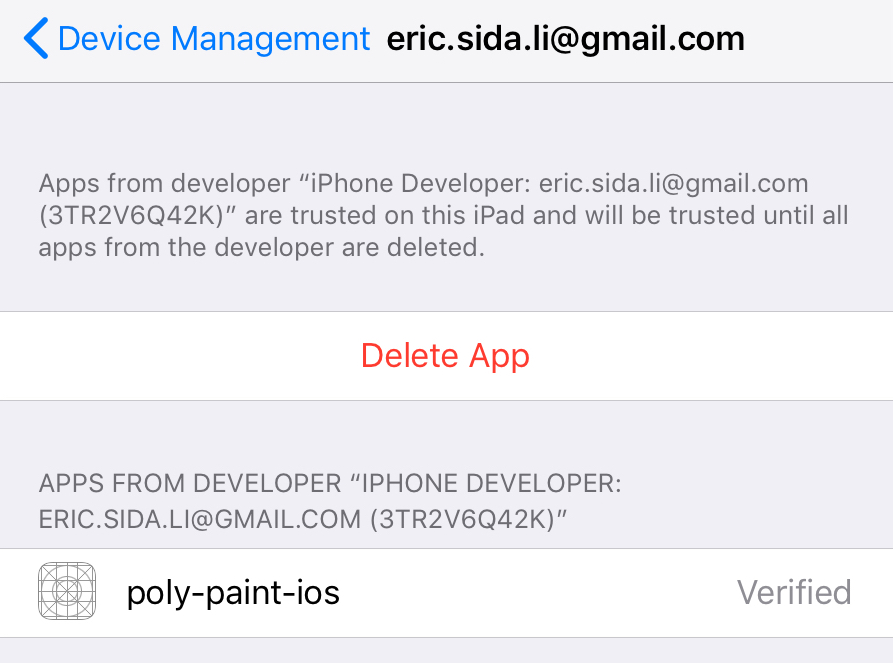 Device Management eric.sida.li@gmail.com
Apps from developer “iPhone Developer: eric.sida.li@gmail.com
(3TR2V6Q42K)” are trusted on this iPad and will be trusted until all
apps from the developer are deleted.
Delete App
APPS FROM DEVELOPER “IPHONE DEVELOPER:
ERIC.SIDA.LI@GMAIL.COM (3TR2V6Q42K)”
poly-paint-ios Verified